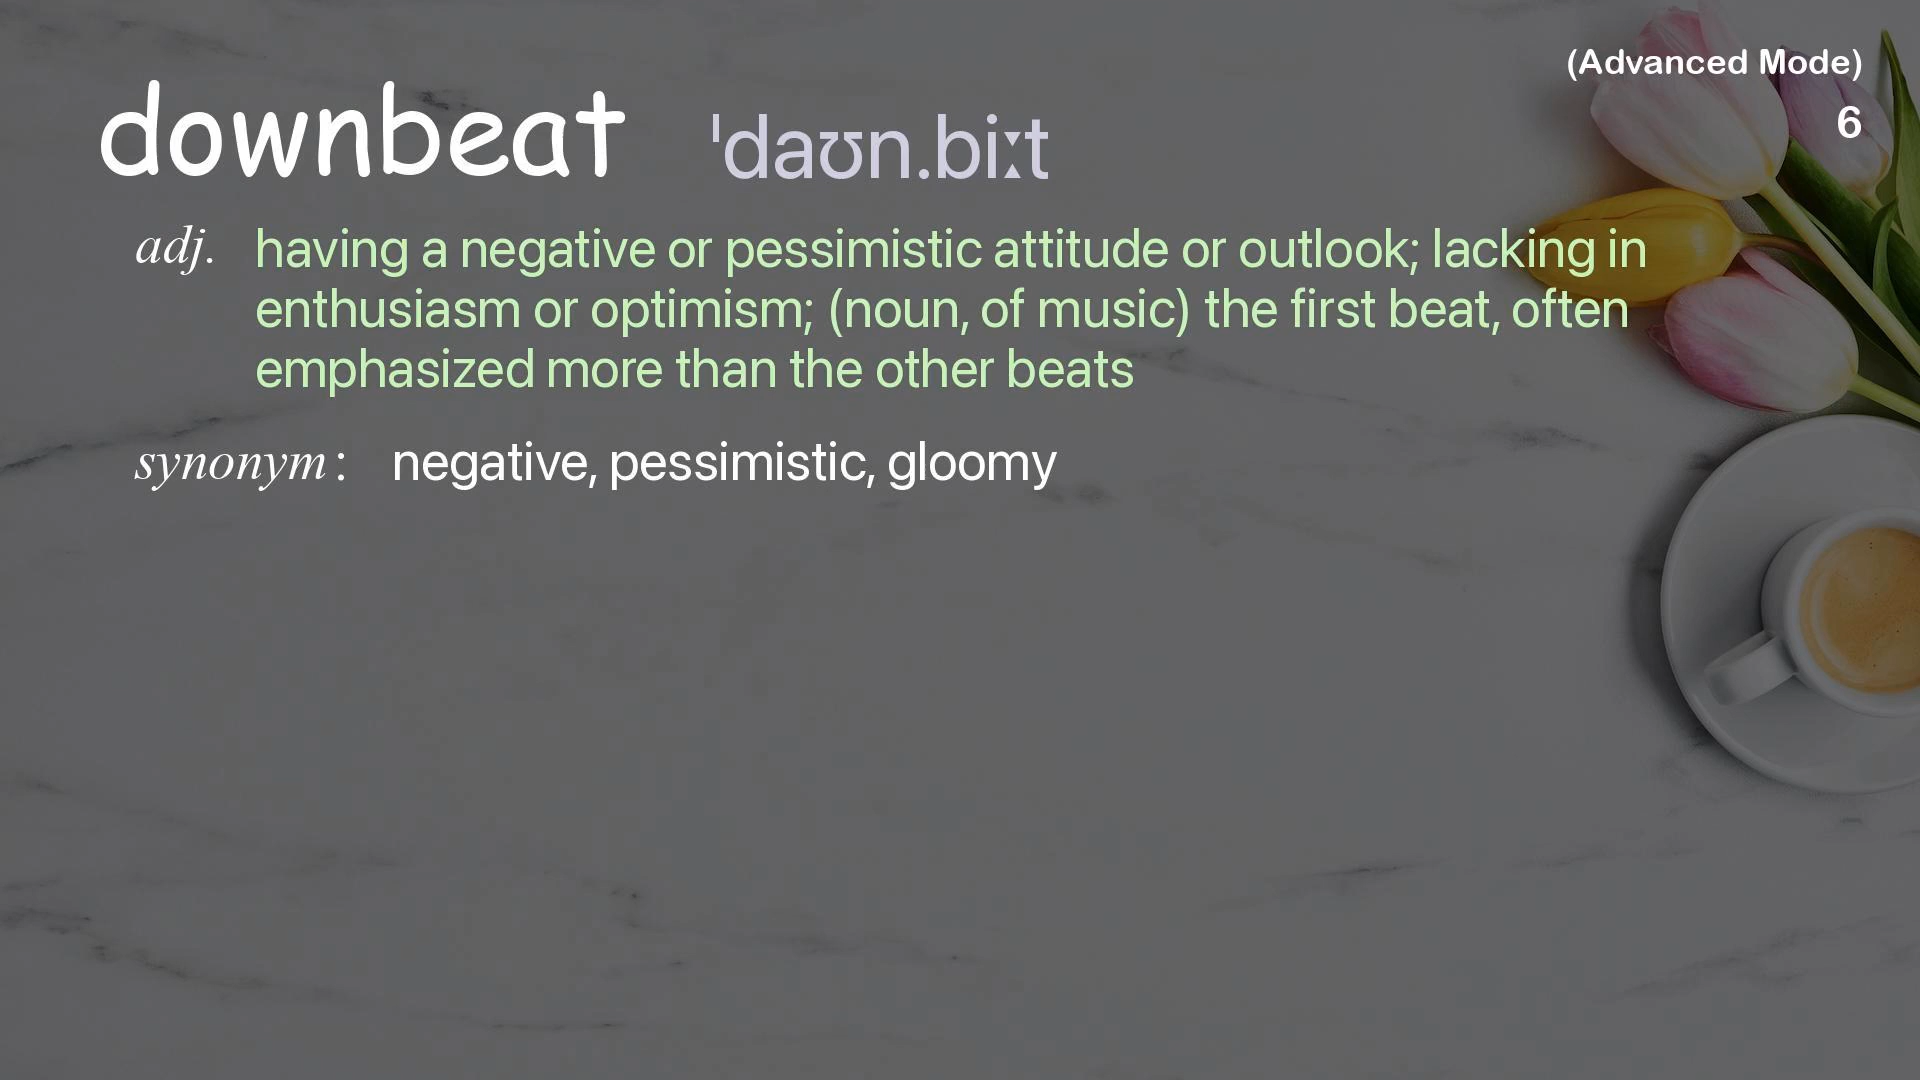 (Advanced Mode)
6
downbeat ˈdaʊn.biːt
adj. having a negative or pessimistic attitude or outlook; lacking in
enthusiasm or optimism; (noun, of music) the first beat, often
emphasized more than the other beats
synonym : negative, pessimistic, gloomy